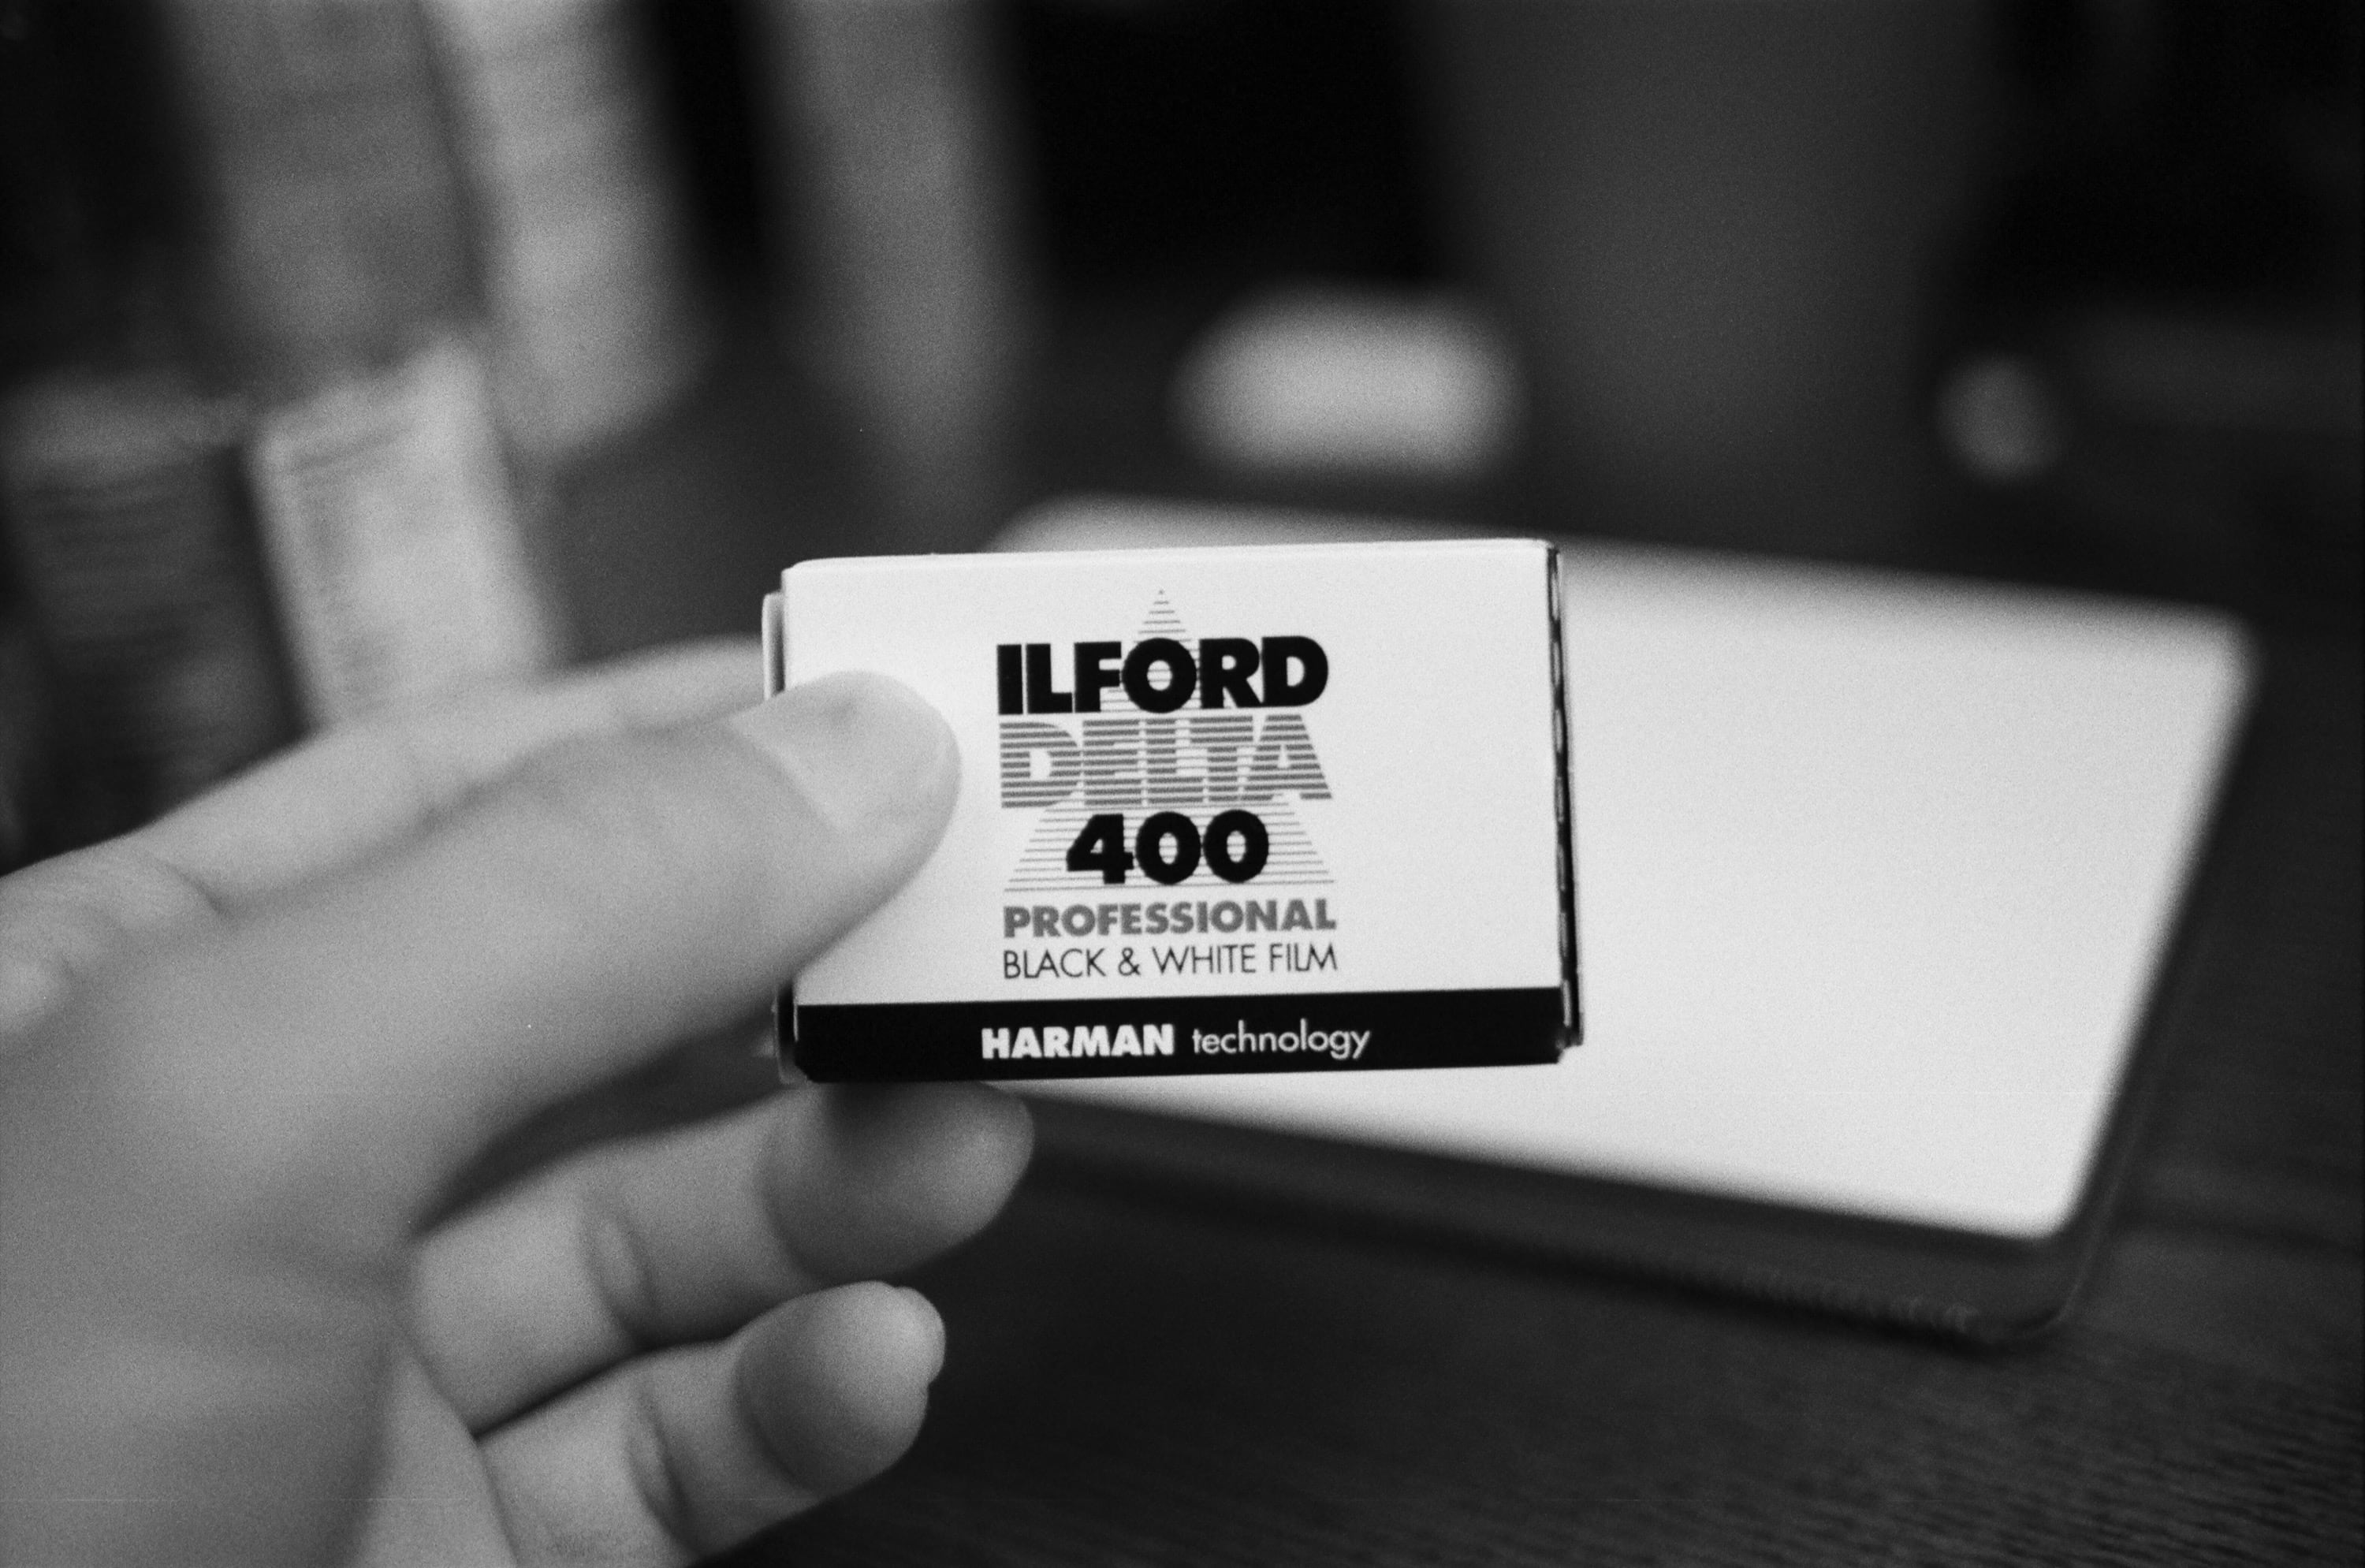 ILFORD
DELTA
400
PROFESSIONAL
BLACK & WHITE FILM
HARMAN technology